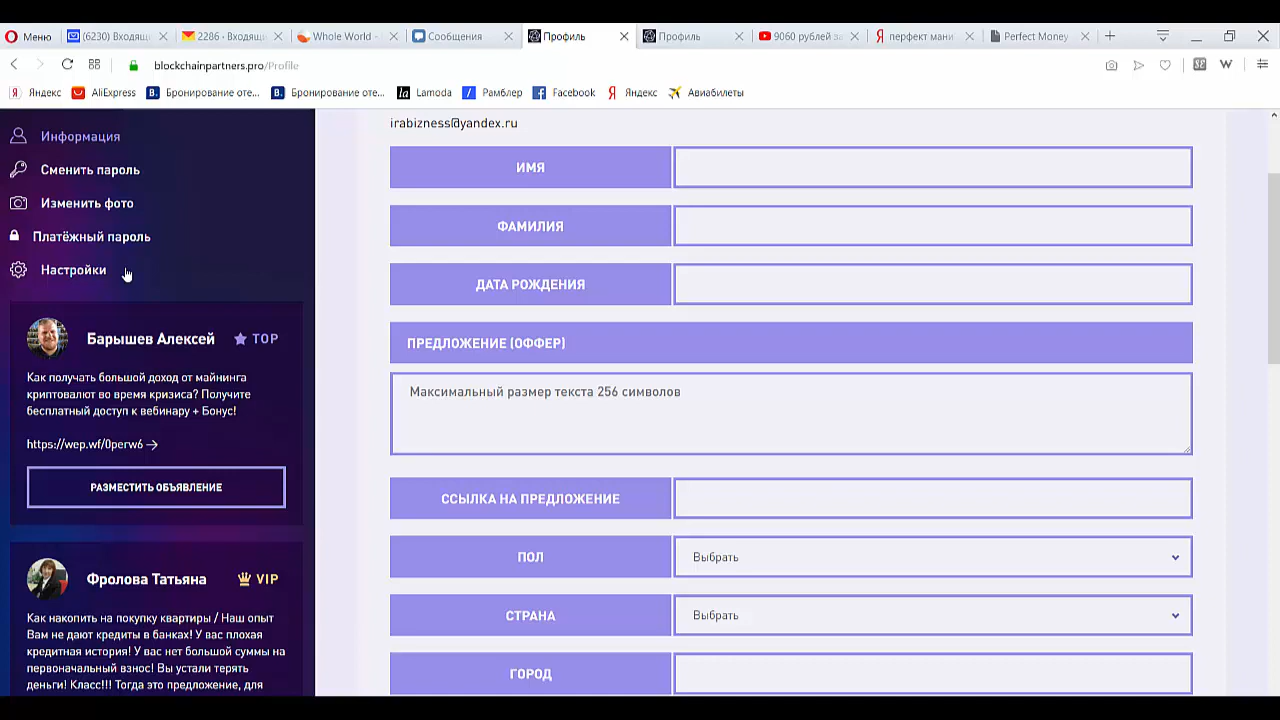 Меню
(6230) Входящ
2286 - Входящ
Whole World -
Сообщения
Профиль
Профиль
9060 рублей за
перфект мани
Perfect Money
blockchainpartners.pro/Profile
Яндекс
AliExpress
Бронирование оте...
Бронирование оте...
Lamoda
Рамблер
Facebook
Яндекс
Авиабилеты
Информация
Сменить пароль
Изменить фото
Платёжный пароль
Настройки
Барышев Алексей
TOP
Как получать большой доход от майнинга
криптовалют во время кризиса? Получите
бесплатный доступ к вебинару + Бонус!
https://wep.wf/0perw6
РАЗМЕСТИТЬ ОБЪЯВЛЕНИЕ
Фролова Татьяна
VIP
Как накопить на покупку квартиры / Наш опыт
Вам не дают кредиты в банках! У вас плохая
кредитная история! У вас нет большой суммы на
первоначальный взнос! Вы устали терять
деньги! Класс!!! Тогда это предложение, для
irabizness@yandex.ru
ИМЯ
ФАМИЛИЯ
ДАТА РОЖДЕНИЯ
ПРЕДЛОЖЕНИЕ (ОФФЕР)
Максимальный размер текста 256 символов
ССЫЛКА НА ПРЕДЛОЖЕНИЕ
ПОЛ
Выбрать
СТРАНА
Выбрать
ГОРОД